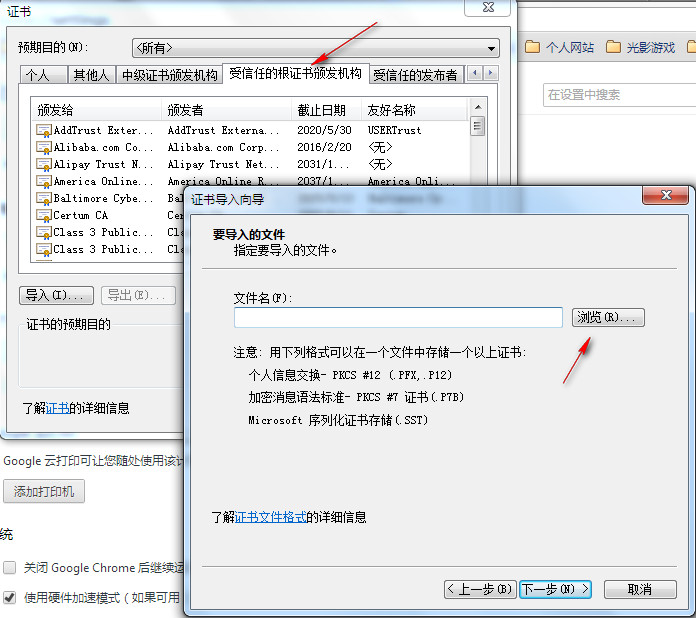 证书
预期目的(N):
<所有>
个人
其他人
中级证书颁发机构
受信任的根证书颁发机构
受信任的发布者
颁发给 颁发者 截止日期 友好名称
AddTrust Exter... AddTrust Externa... 2020/5/30 USERTrust
Alibaba.com Co... Alibaba.com Corp... 2016/2/20 <无>
Alipay Trust N... Alipay Trust Net... 2031/1... <无>
America Online... America Online R... 2037/1... America Onli...
Baltimore Cybe...
Certum CA
Class 3 Public...
Class 3 Public...
导入(I)...
导出(E)...
证书的预期目的
了解证书的详细信息
个人网站
光影游戏
在设置中搜索
证书导入向导
要导入的文件
指定要导入的文件。
文件名(F):
浏览(R)...
注意: 用下列格式可以在一个文件中存储一个以上证书:
个人信息交换- PKCS #12 (.PFX,.P12)
加密消息语法标准- PKCS #7 证书(.P7B)
Microsoft 序列化证书存储(.SST)
了解证书文件格式的详细信息
< 上一步(B)
下一步(N) >
取消
Google 云打印可让您随处使用该
添加打印机
统
关闭 Google Chrome 后继续运
使用硬件加速模式（如果可用